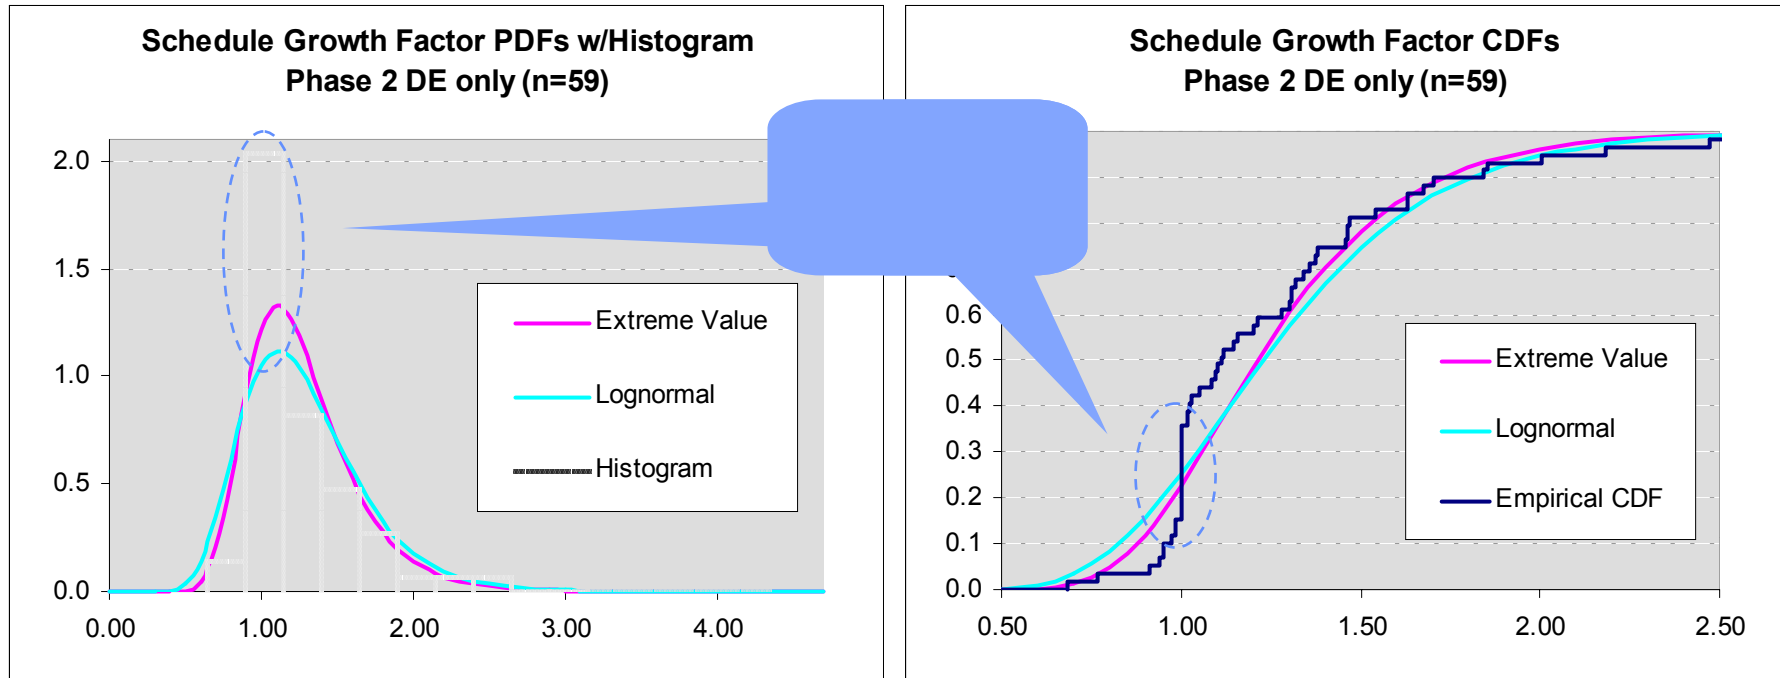 Schedule Growth Factor PDFs w/Histogram
Phase 2 DE only (n=59)
2.0
1.5
1.0
0.5
0.0
0.00 1.00 2.00 3.00 4.00
Extreme Value
Lognormal
Histogram
Schedule Growth Factor CDFs
Phase 2 DE only (n=59)
0.6
0.5
0.4
0.3
0.2
0.1
0.0
0.50 1.00 1.50 2.00 2.50
Extreme Value
Lognormal
Empirical CDF